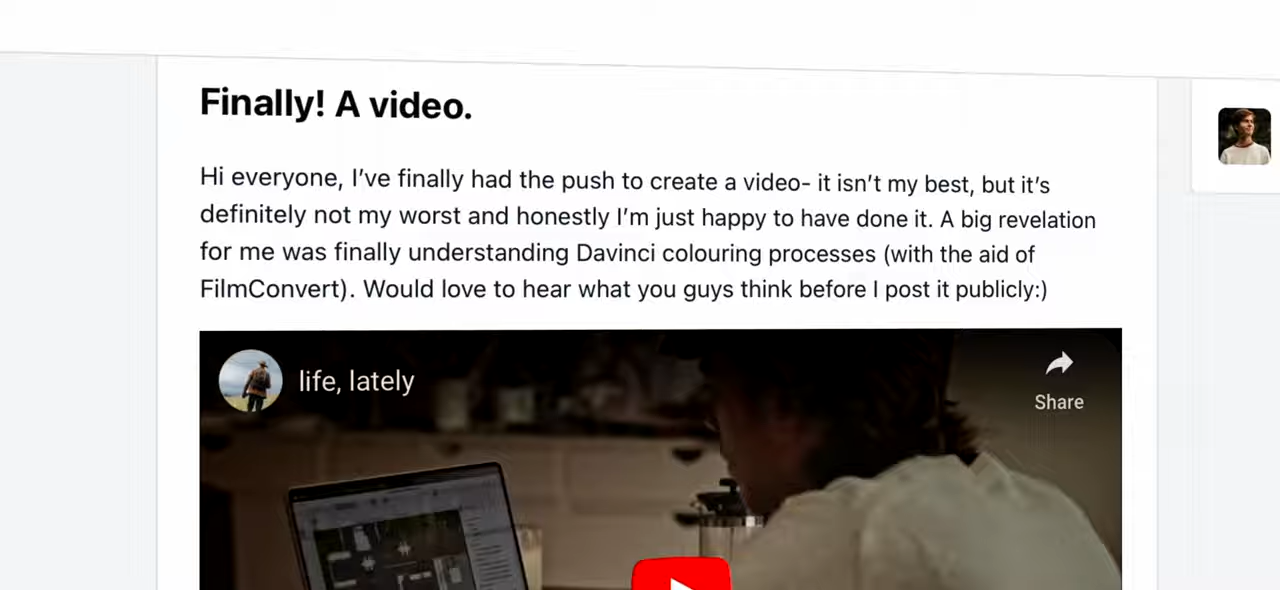 Finally! A video.
Hi everyone, I’ve finally had the push to create a video- it isn’t my best, but it’s
definitely not my worst and honestly I’m just happy to have done it. A big revelation
for me was finally understanding Davinci colouring processes (with the aid of
FilmConvert). Would love to hear what you guys think before I post it publicly:)
life, lately
Share